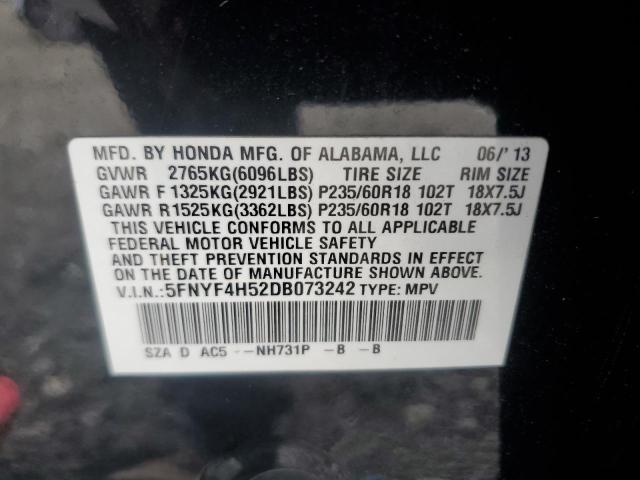 MFD. BY HONDA MFG. OF ALABAMA, LLC 06/'13
GVWR 2765KG(6096LBS) TIRE SIZE RIM SIZE
GAWR F 1325KG(2921LBS) P235/60R18 102T 18X7.5J
GAWR R1525KG(3362LBS) P235/60R18 102T 18X7.5J
THIS VEHICLE CONFORMS TO ALL APPLICABLE
FEDERAL MOTOR VEHICLE SAFETY
AND THEFT PREVENTION STANDARDS IN EFFECT
ON THE DATE OF MANUFACTURE SHOWN ABOVE.
V.I.N.:5FNYF4H52DB073242 TYPE: MPV
SZA D AC5 --NH731P -B -B